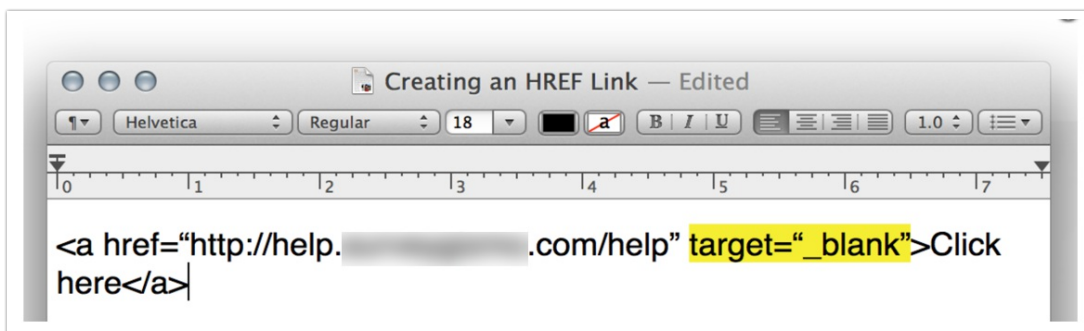 Creating an HREF Link — Edited
¶ Helvetica Regular 18 a B I U 1.0
0 1 2 3 4 5 6 7
<a href=“http://help. .com/help” target=“_blank”>Click
here</a>